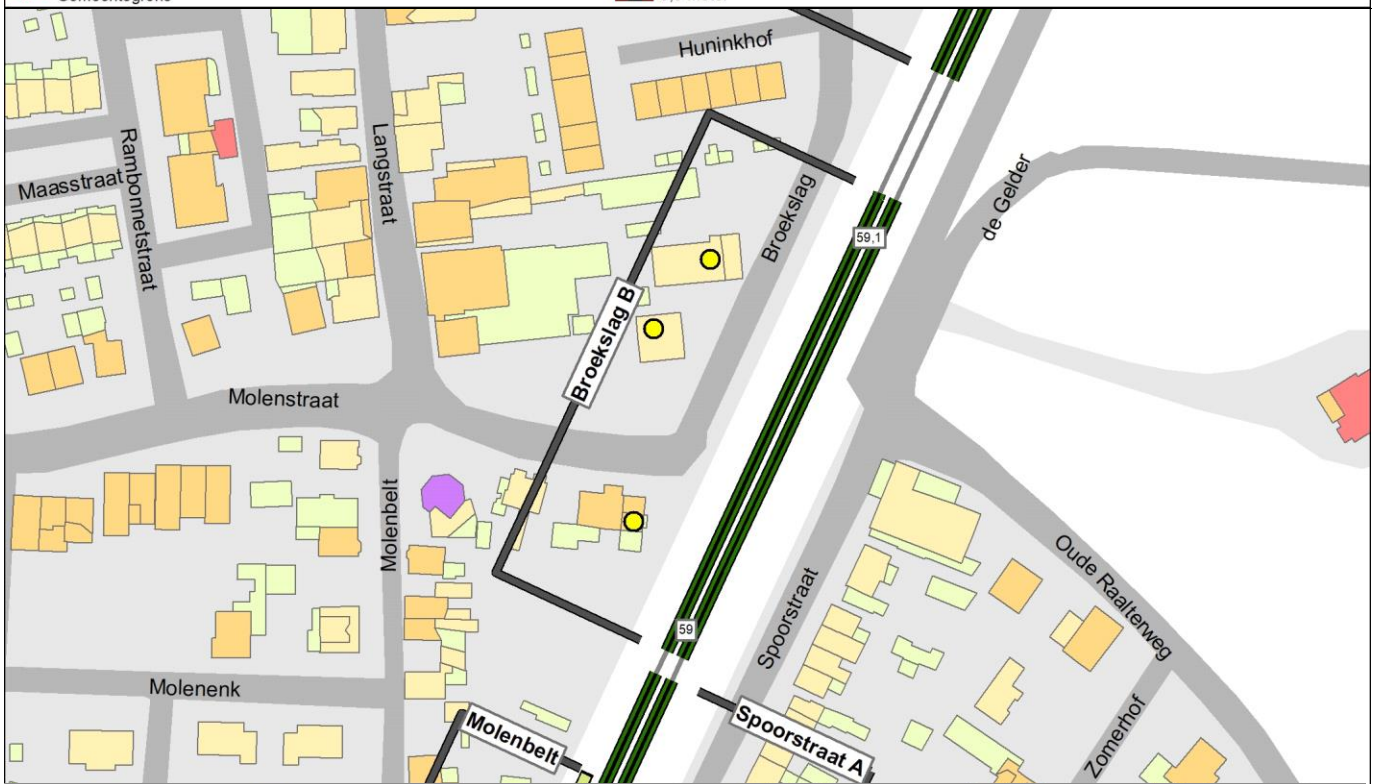 Huninkhof
Rambonnetstraat
Langstraat
Maasstraat
Broekslag
de Gelder
59,1
Broekslag B
Molenstraat
Molenbelt
Oude Raalterweg
Spoorstraat
59
Molenenk
Molenbelt
Spoorstraat A
Zomerhof